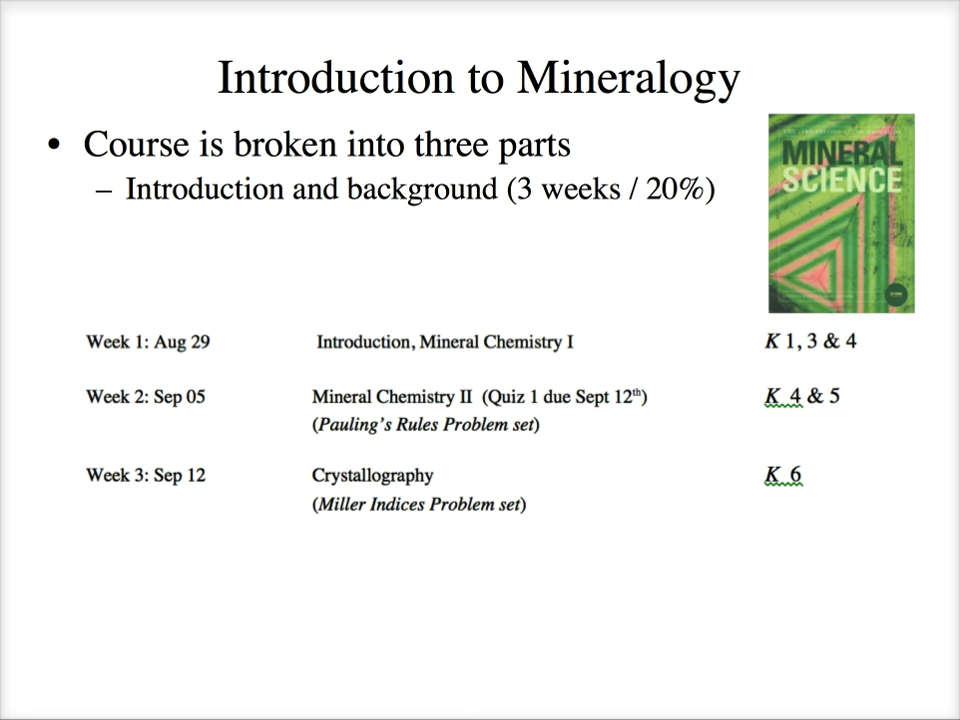 Introduction to Mineralogy
• Course is broken into three parts
– Introduction and background (3 weeks / 20%)
MINERAL
SCIENCE
Week 1: Aug 29 Introduction, Mineral Chemistry I K 1, 3 & 4
Week 2: Sep 05 Mineral Chemistry II (Quiz 1 due Sept 12th) K 4 & 5
(Pauling's Rules Problem set)
Week 3: Sep 12 Crystallography K 6
(Miller Indices Problem set)